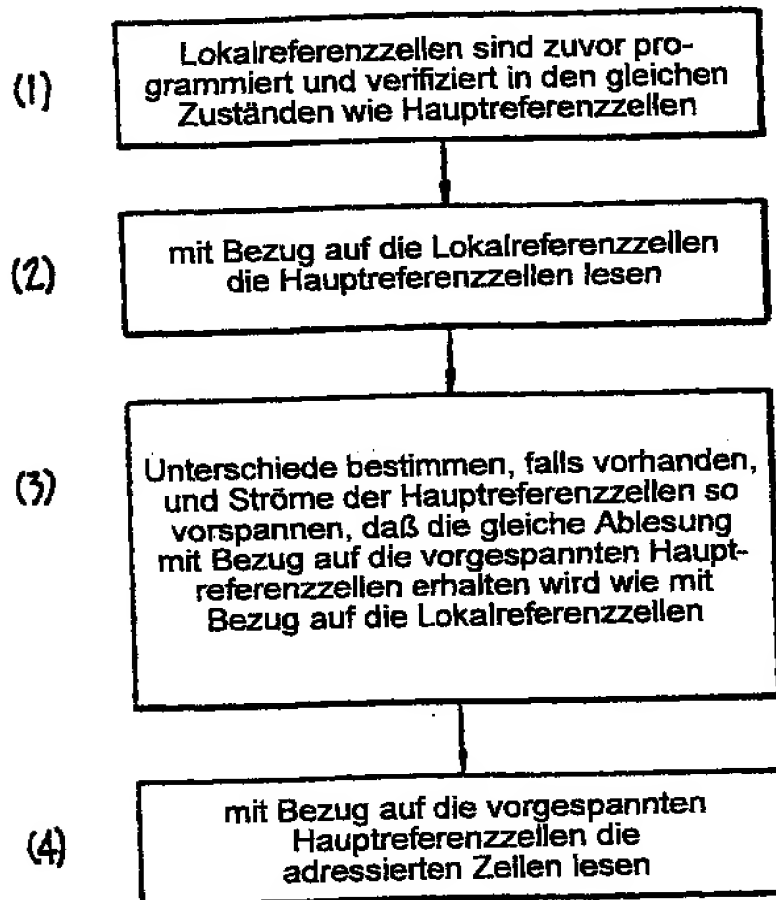 (1)
Lokalreferenzzellen sind zuvor pro-
grammiert und verifiziert in den gleichen
Zuständen wie Hauptreferenzzellen
(2)
mit Bezug auf die Lokalreferenzzellen
die Hauptreferenzzellen lesen
(3)
Unterschiede bestimmen, falls vorhanden,
und Ströme der Hauptreferenzzellen so
vorspannen, daß die gleiche Ablesung
mit Bezug auf die vorgespannten Haupt-
referenzzellen erhalten wird wie mit
Bezug auf die Lokalreferenzzellen
(4)
mit Bezug auf die vorgespannten
Hauptreferenzzellen die
adressierten Zellen lesen